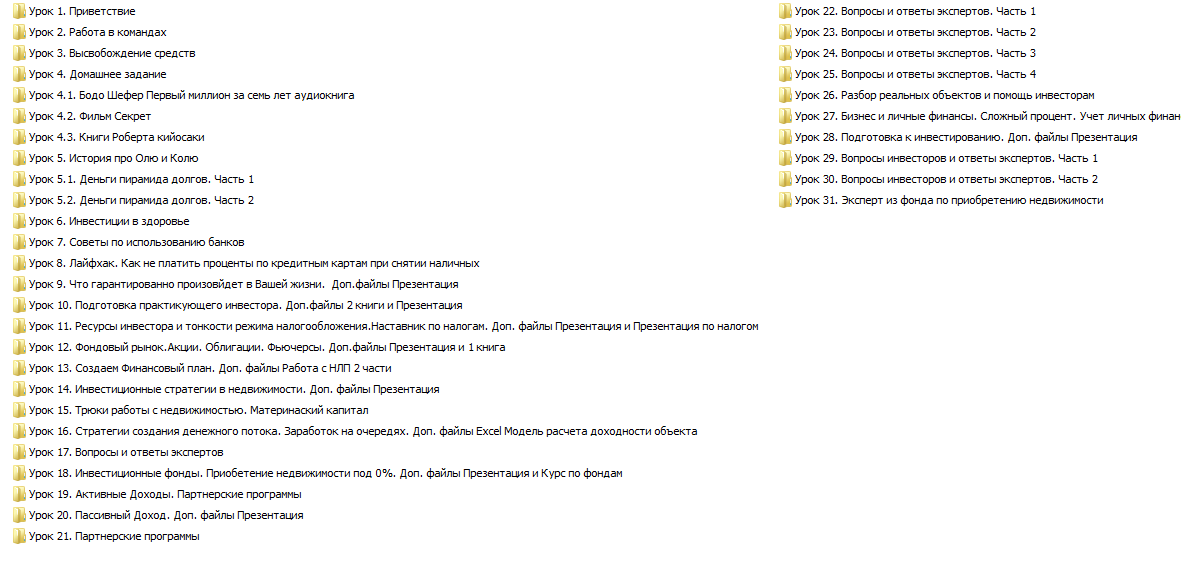 Урок 1. Приветствие
Урок 2. Работа в командах
Урок 3. Высвобождение средств
Урок 4. Домашнее задание
Урок 4.1. Бодо Шефер Первый миллион за семь лет аудиокнига
Урок 4.2. Фильм Секрет
Урок 4.3. Книги Роберта кийосаки
Урок 5. История про Олю и Колю
Урок 5.1. Деньги пирамида долгов. Часть 1
Урок 5.2. Деньги пирамида долгов. Часть 2
Урок 6. Инвестиции в здоровье
Урок 7. Советы по использованию банков
Урок 8. Лайфхак. Как не платить проценты по кредитным картам при снятии наличных
Урок 9. Что гарантированно произовйдет в Вашей жизни.  Доп.файлы Презентация
Урок 10. Подготовка практикующего инвестора. Доп.файлы 2 книги и Презентация
Урок 11. Ресурсы инвестора и тонкости режима налогообложения.Наставник по налогам. Доп. файлы Презентация и Презентация по налогом
Урок 12. Фондовый рынок.Акции. Облигации. Фьючерсы. Доп.файлы Презентация и 1 книга
Урок 13. Создаем Финансовый план. Доп. файлы Работа с НЛП 2 части
Урок 14. Инвестиционные стратегии в недвижимости. Доп. файлы Презентация
Урок 15. Трюки работы с недвижимостью. Материнаский капитал
Урок 16. Стратегии создания денежного потока. Заработок на очередях. Доп. файлы Excel Модель расчета доходности объекта
Урок 17. Вопросы и ответы экспертов
Урок 18. Инвестиционные фонды. Приобетение недвижимости под 0%. Доп. файлы Презентация и Курс по фондам
Урок 19. Активные Доходы. Партнерские программы
Урок 20. Пассивный Доход. Доп. файлы Презентация
Урок 21. Партнерские программы
Урок 22. Вопросы и ответы экспертов. Часть 1
Урок 23. Вопросы и ответы экспертов. Часть 2
Урок 24. Вопросы и ответы экспертов. Часть 3
Урок 25. Вопросы и ответы экспертов. Часть 4
Урок 26. Разбор реальных объектов и помощь инвесторам
Урок 27. Бизнес и личные финансы. Сложный процент. Учет личных финан
Урок 28. Подготовка к инвестированию. Доп. файлы Презентация
Урок 29. Вопросы инвесторов и ответы экспертов. Часть 1
Урок 30. Вопросы инвесторов и ответы экспертов. Часть 2
Урок 31. Эксперт из фонда по приобретению недвижимости